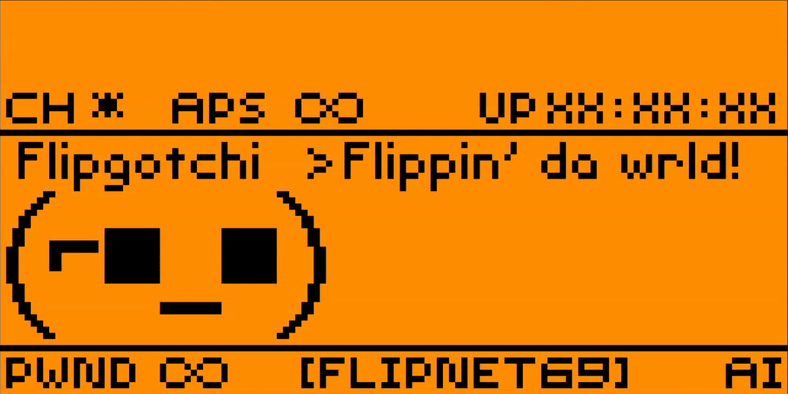 CH * APS ∞ UP XX:XX:XX
Flipgotchi >Flippin' da wrld!
(⌐■_■)
PWND ∞ [FLIPNET69] AI